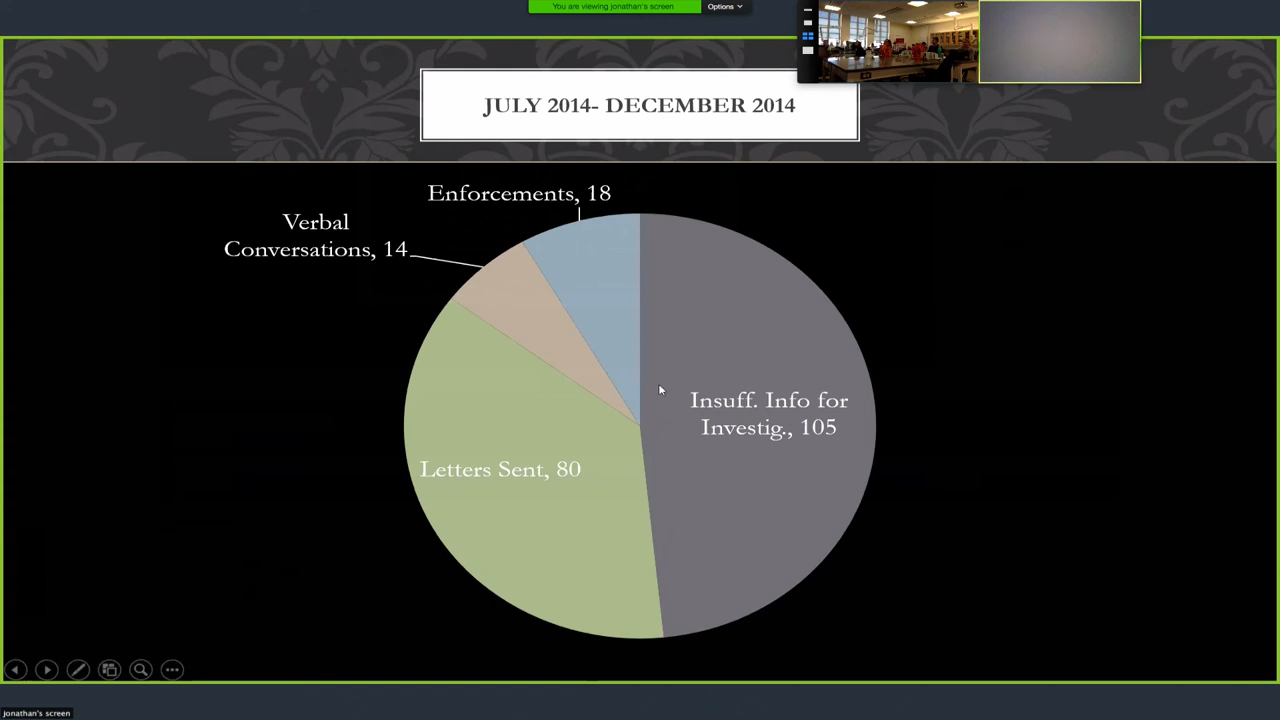 You are viewing jonathan's screen
Options
JULY 2014- DECEMBER 2014
Enforcements, 18
Verbal
Conversations, 14
Insuff. Info for
Investig., 105
Letters Sent, 80
Jonathan's screen